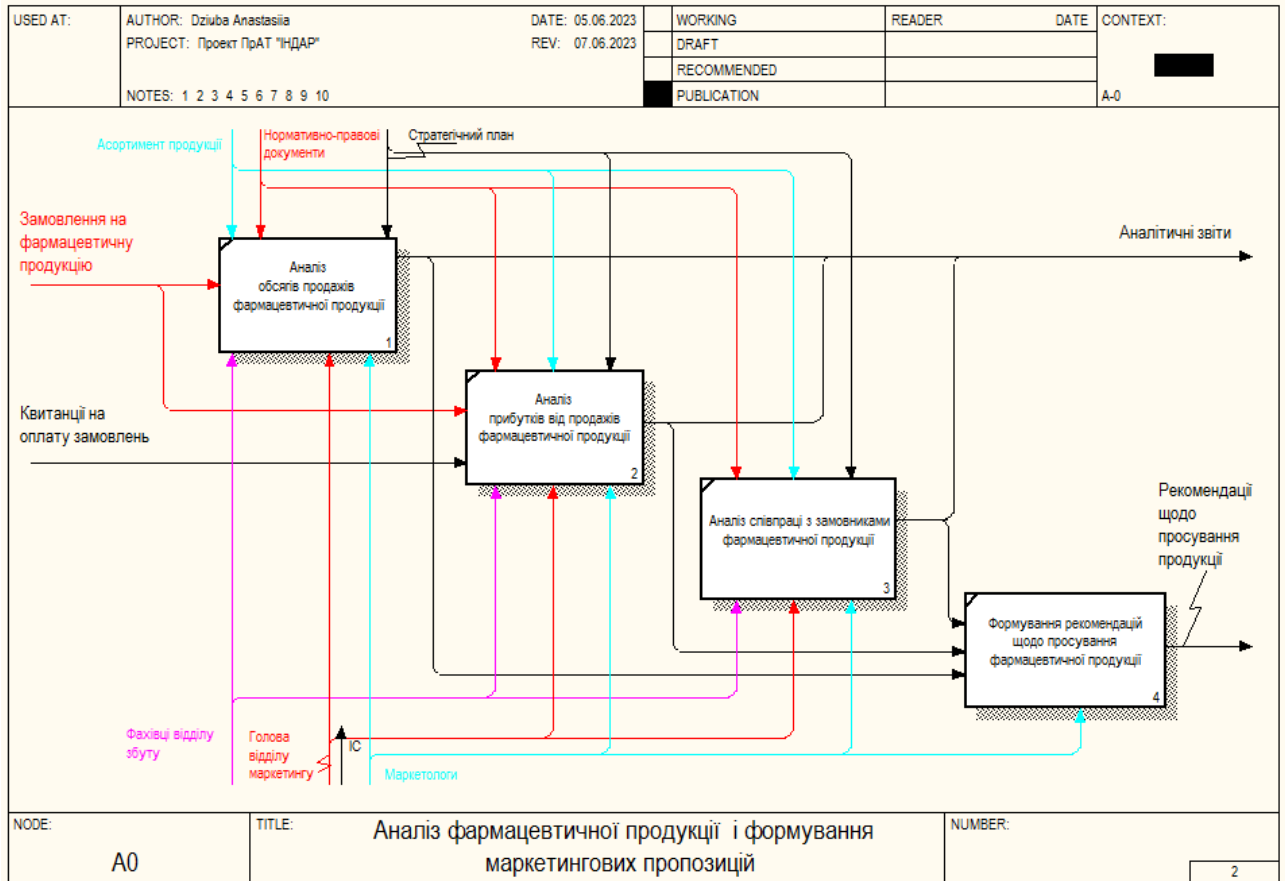 USED AT:
AUTHOR: Dziuba Anastasiia
DATE: 05.06.2023
PROJECT: Проект ПрАТ "ІНДАР"
REV: 07.06.2023
NOTES: 1 2 3 4 5 6 7 8 9 10
WORKING
DRAFT
RECOMMENDED
PUBLICATION
READER
DATE
CONTEXT:
A-0
Асортимент продукції
Нормативно-правові
документи
Стратегічний план
Замовлення на
фармацевтичну
продукцію
Аналітичні звіти
Аналіз
обсягів продажів
фармацевтичної продукції
1
Квитанції на
оплату замовлень
Аналіз
прибутків від продажів
фармацевтичної продукції
2
Аналіз співпраці з замовниками
фармацевтичної продукції
3
Рекомендації
щодо
просування
продукції
Формування рекомендацій
щодо просування
фармацевтичної продукції
4
Фахівці відділу
збуту
Голова
відділу
маркетингу
ІС
Маркетологи
NODE:
A0
TITLE:
Аналіз фармацевтичної продукції і формування
маркетингових пропозицій
NUMBER:
2